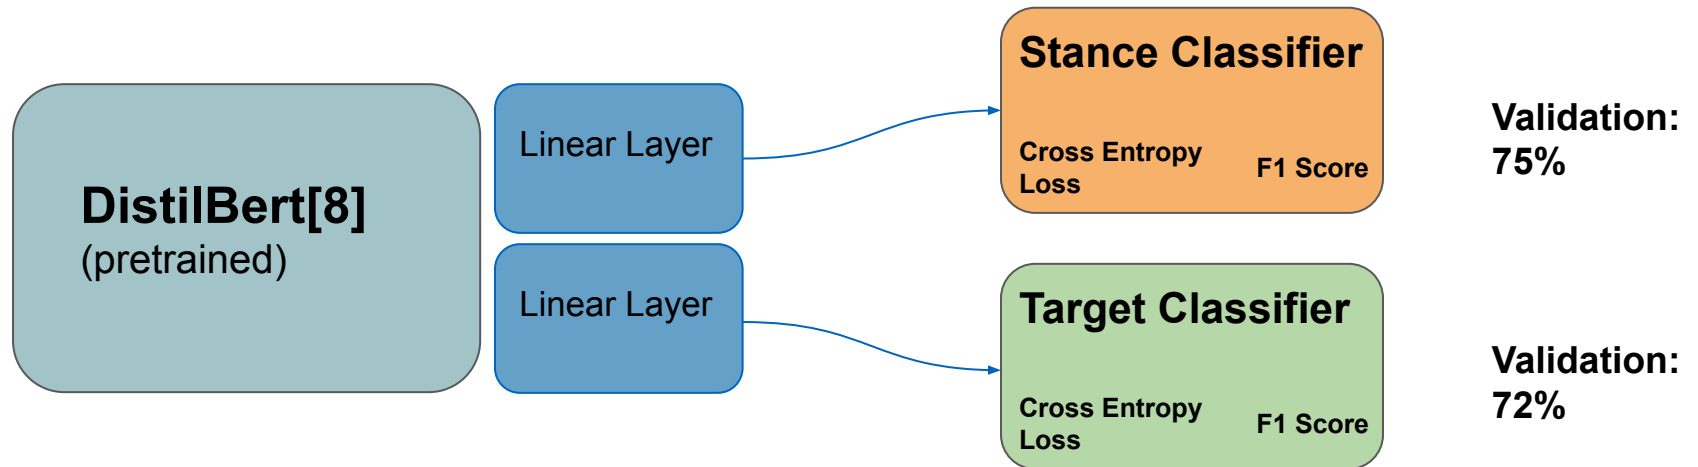 DistilBert[8]
(pretrained)
Linear Layer
Linear Layer
Stance Classifier
Cross Entropy
Loss
F1 Score
Validation:
75%
Target Classifier
Cross Entropy
Loss
F1 Score
Validation:
72%